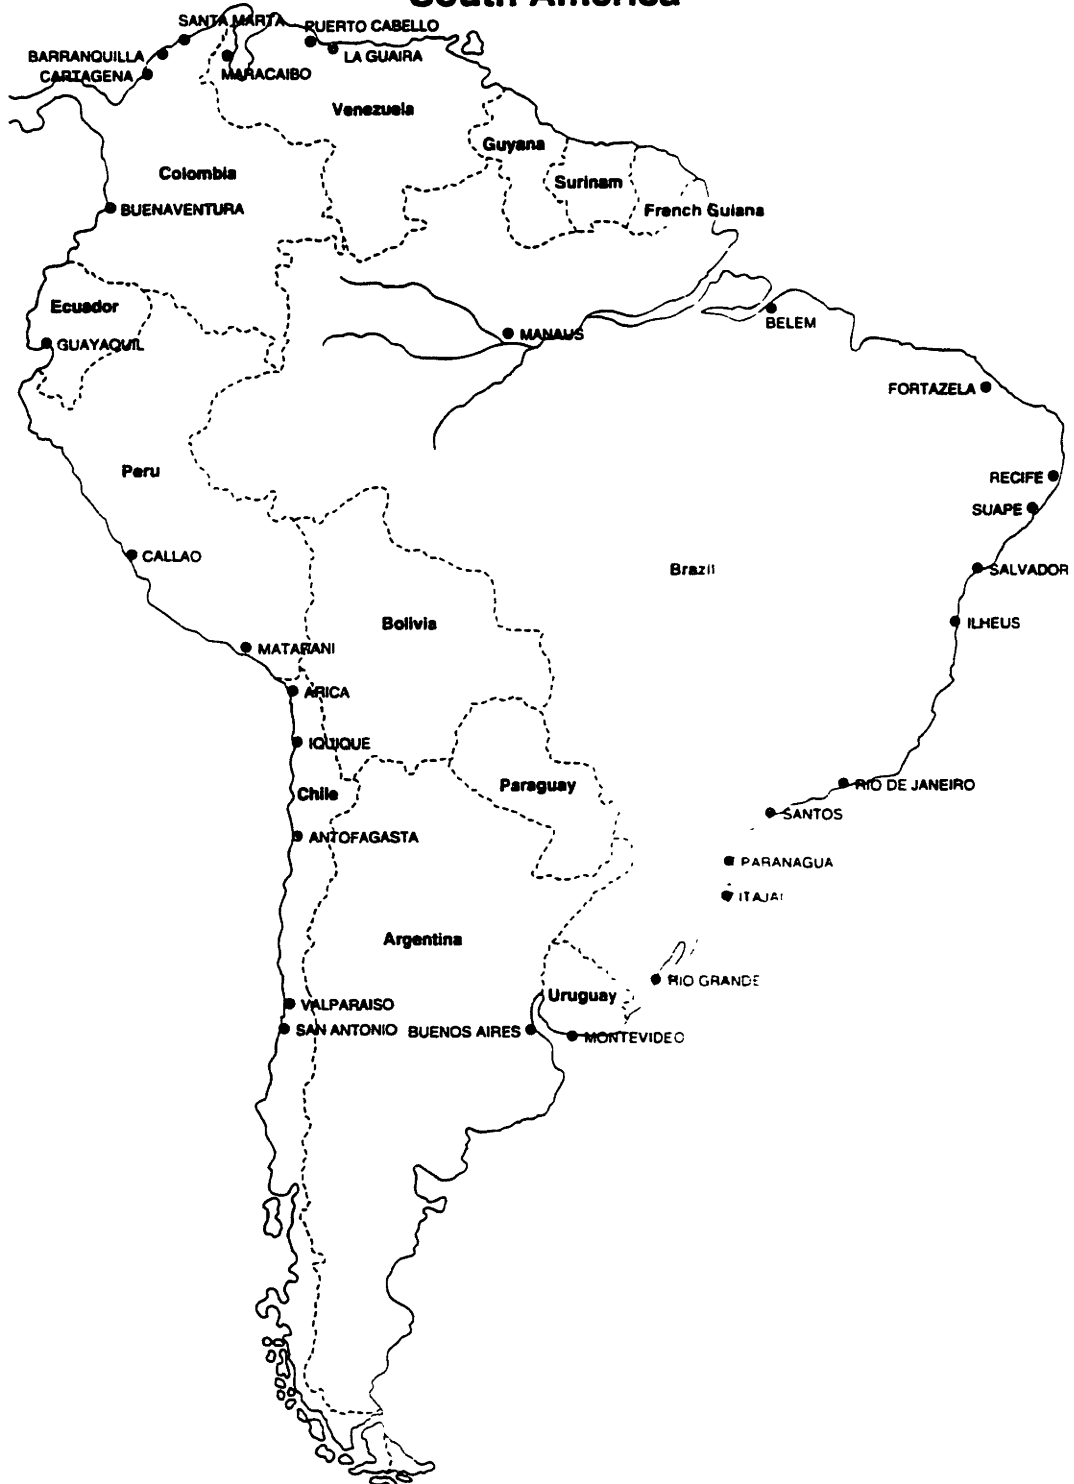 South America
SANTA MARTA
PUERTO CABELLO
BARRANQUILLA
LA GUAIRA
CARTAGENA
MARACAIBO
Venezuela
Guyana
Colombia
Surinam
BUENAVENTURA
French Guiana
Ecuador
BELEM
MANAUS
GUAYAQUIL
FORTAZELA
Peru
RECIFE
SUAPE
CALLAO
Brazil
SALVADOR
Bolivia
ILHEUS
MATARANI
ARICA
IQUIQUE
Paraguay
RIO DE JANEIRO
Chile
SANTOS
ANTOFAGASTA
PARANAGUA
ITAJAI
Argentina
RIO GRANDE
Uruguay
VALPARAISO
SAN ANTONIO
BUENOS AIRES
MONTEVIDEO